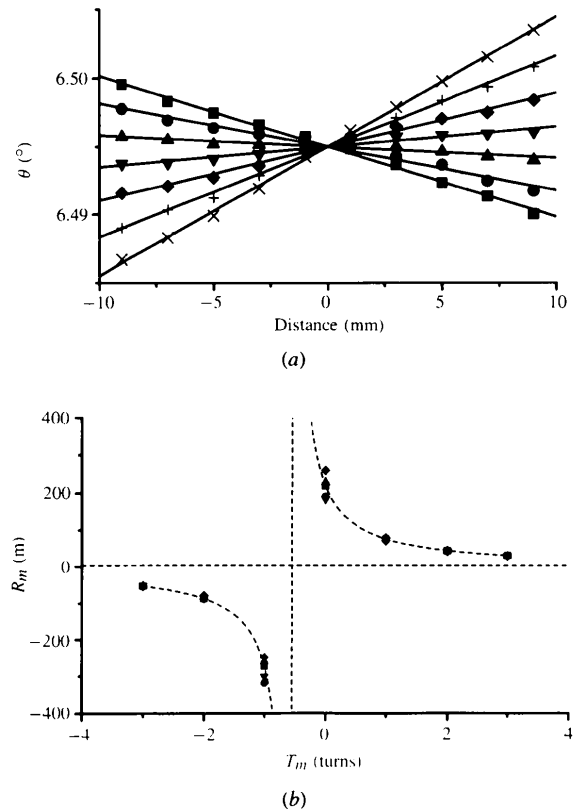 6.50
θ (°)
6.49
−10 −5 0 5 10
Distance (mm)
(a)
400
200
R_m (m)
0
−200
−400
−4 −2 0 2 4
T_m (turns)
(b)